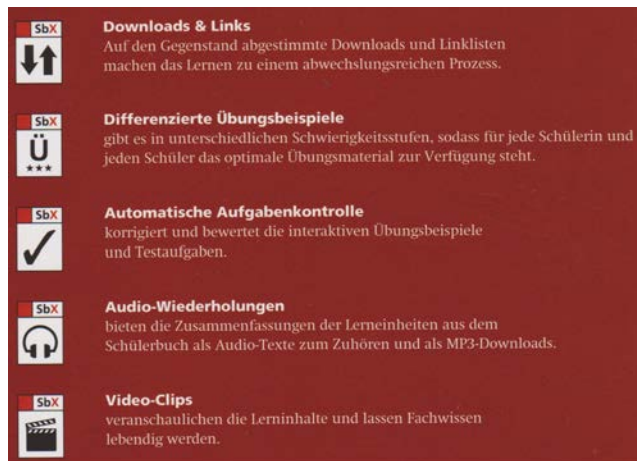 SbX
Downloads & Links
Auf den Gegenstand abgestimmte Downloads und Linklisten
machen das Lernen zu einem abwechslungsreichen Prozess.
SbX
Ü
***
Differenzierte Übungsbeispiele
gibt es in unterschiedlichen Schwierigkeitsstufen, sodass für jede Schülerin und
jeden Schüler das optimale Übungsmaterial zur Verfügung steht.
SbX
Automatische Aufgabenkontrolle
korrigiert und bewertet die interaktiven Übungsbeispiele
und Testaufgaben.
SbX
Audio-Wiederholungen
bieten die Zusammenfassungen der Lerneinheiten aus dem
Schülerbuch als Audio-Texte zum Zuhören und als MP3-Downloads.
SbX
Video-Clips
veranschaulichen die Lerninhalte und lassen Fachwissen
lebendig werden.